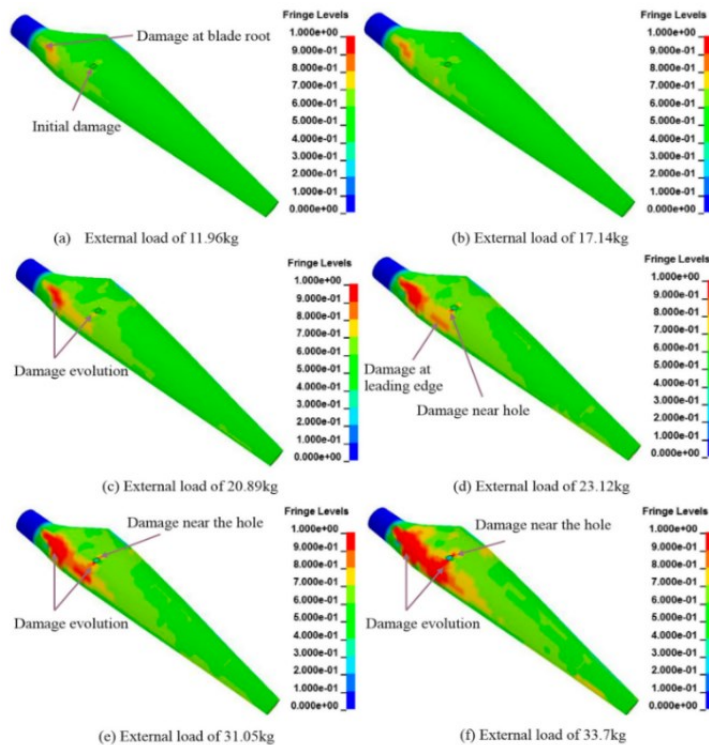 Fringe Levels
1.000e+00
9.000e-01
8.000e-01
7.000e-01
6.000e-01
5.000e-01
4.000e-01
3.000e-01
2.000e-01
1.000e-01
0.000e+00
Damage at blade root
Initial damage
(a) External load of 11.96kg
Fringe Levels
1.000e+00
9.000e-01
8.000e-01
7.000e-01
6.000e-01
5.000e-01
4.000e-01
3.000e-01
2.000e-01
1.000e-01
0.000e+00
(b) External load of 17.14kg
Fringe Levels
1.000e+00
9.000e-01
8.000e-01
7.000e-01
6.000e-01
5.000e-01
4.000e-01
3.000e-01
2.000e-01
1.000e-01
0.000e+00
Damage evolution
(c) External load of 20.89kg
Fringe Levels
1.000e+00
9.000e-01
8.000e-01
7.000e-01
6.000e-01
5.000e-01
4.000e-01
3.000e-01
2.000e-01
1.000e-01
0.000e+00
Damage at
leading edge
Damage near hole
(d) External load of 23.12kg
Fringe Levels
1.000e+00
9.000e-01
8.000e-01
7.000e-01
6.000e-01
5.000e-01
4.000e-01
3.000e-01
2.000e-01
1.000e-01
0.000e+00
Damage near the hole
Damage evolution
(e) External load of 31.05kg
Fringe Levels
1.000e+00
9.000e-01
8.000e-01
7.000e-01
6.000e-01
5.000e-01
4.000e-01
3.000e-01
2.000e-01
1.000e-01
0.000e+00
Damage near the hole
Damage evolution
(f) External load of 33.7kg